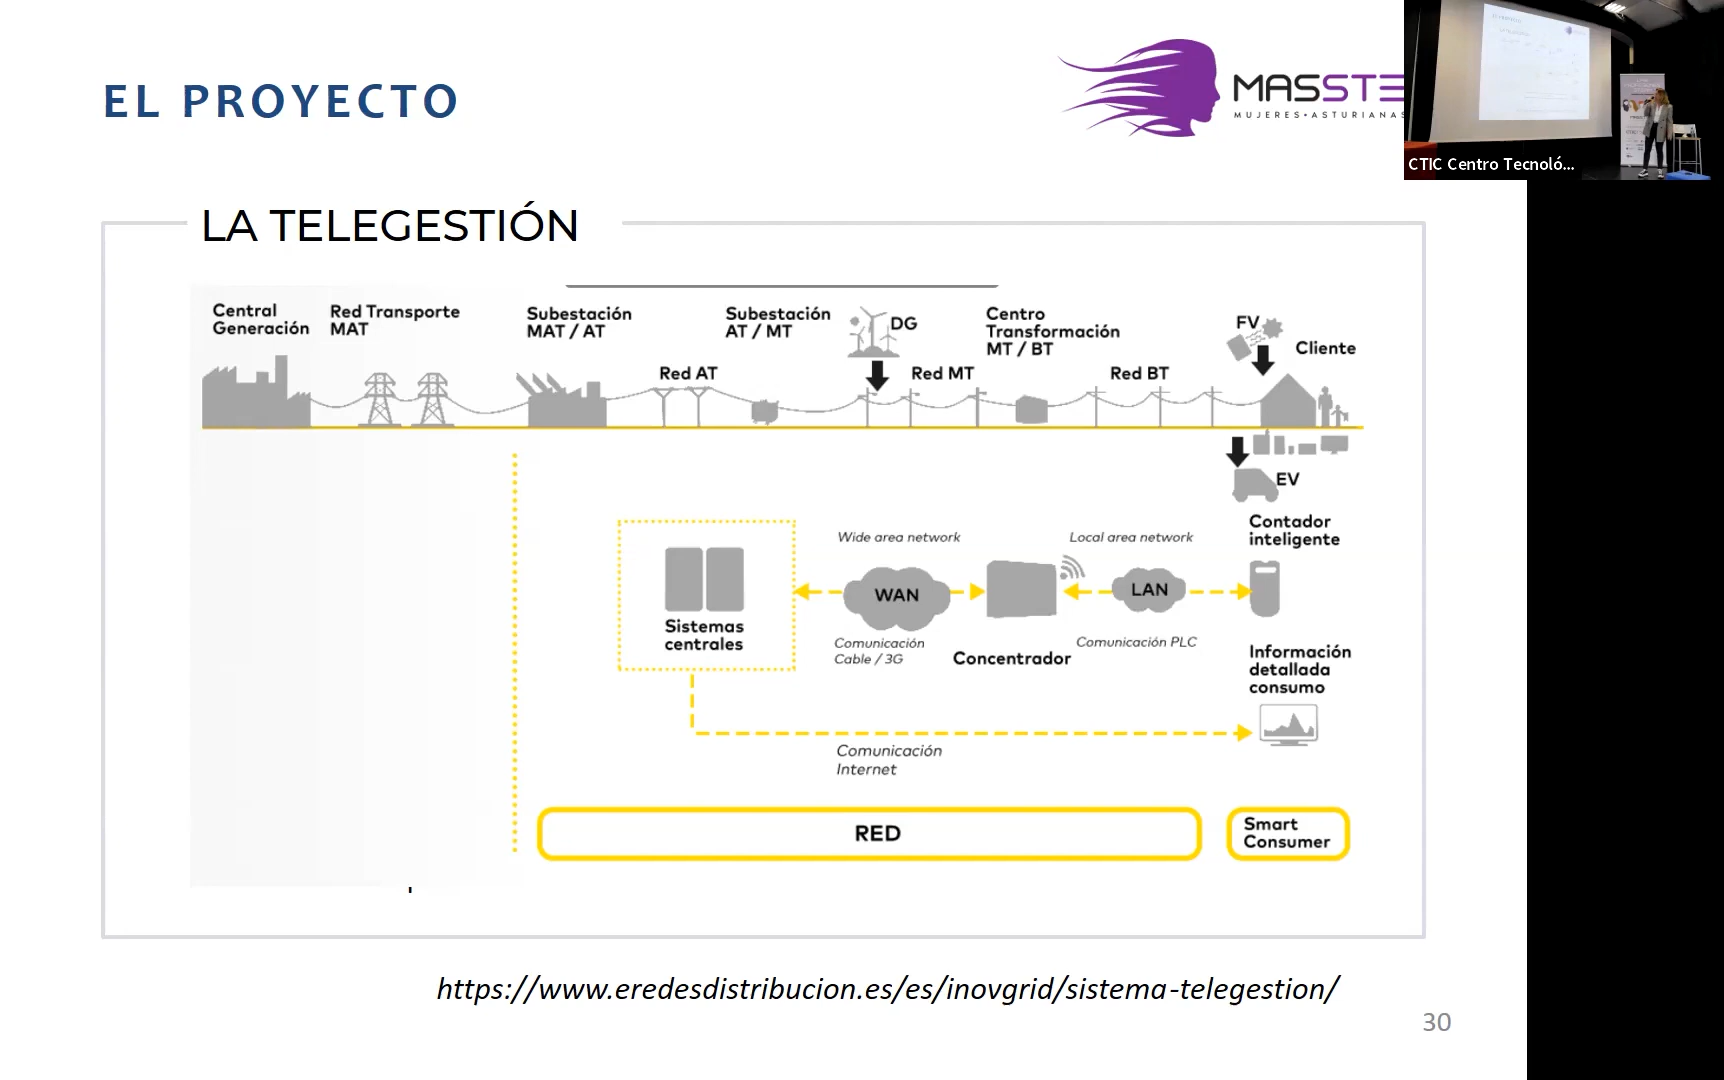 EL PROYECTO
MASSTE
MUJERES•ASTURIANAS
CTIC Centro Tecnoló...
LA TELEGESTIÓN
Central
Generación
Red Transporte
MAT
Subestación
MAT / AT
Subestación
AT / MT
DG
Centro
Transformación
MT / BT
FV
Cliente
Red AT
Red MT
Red BT
EV
Contador
inteligente
Wide area network
Local area network
WAN
LAN
Sistemas
centrales
Comunicación
Cable / 3G
Concentrador
Comunicación PLC
Información
detallada
consumo
Comunicación
Internet
RED
Smart
Consumer
https://www.eredesdistribucion.es/es/inovgrid/sistema-telegestion/
30